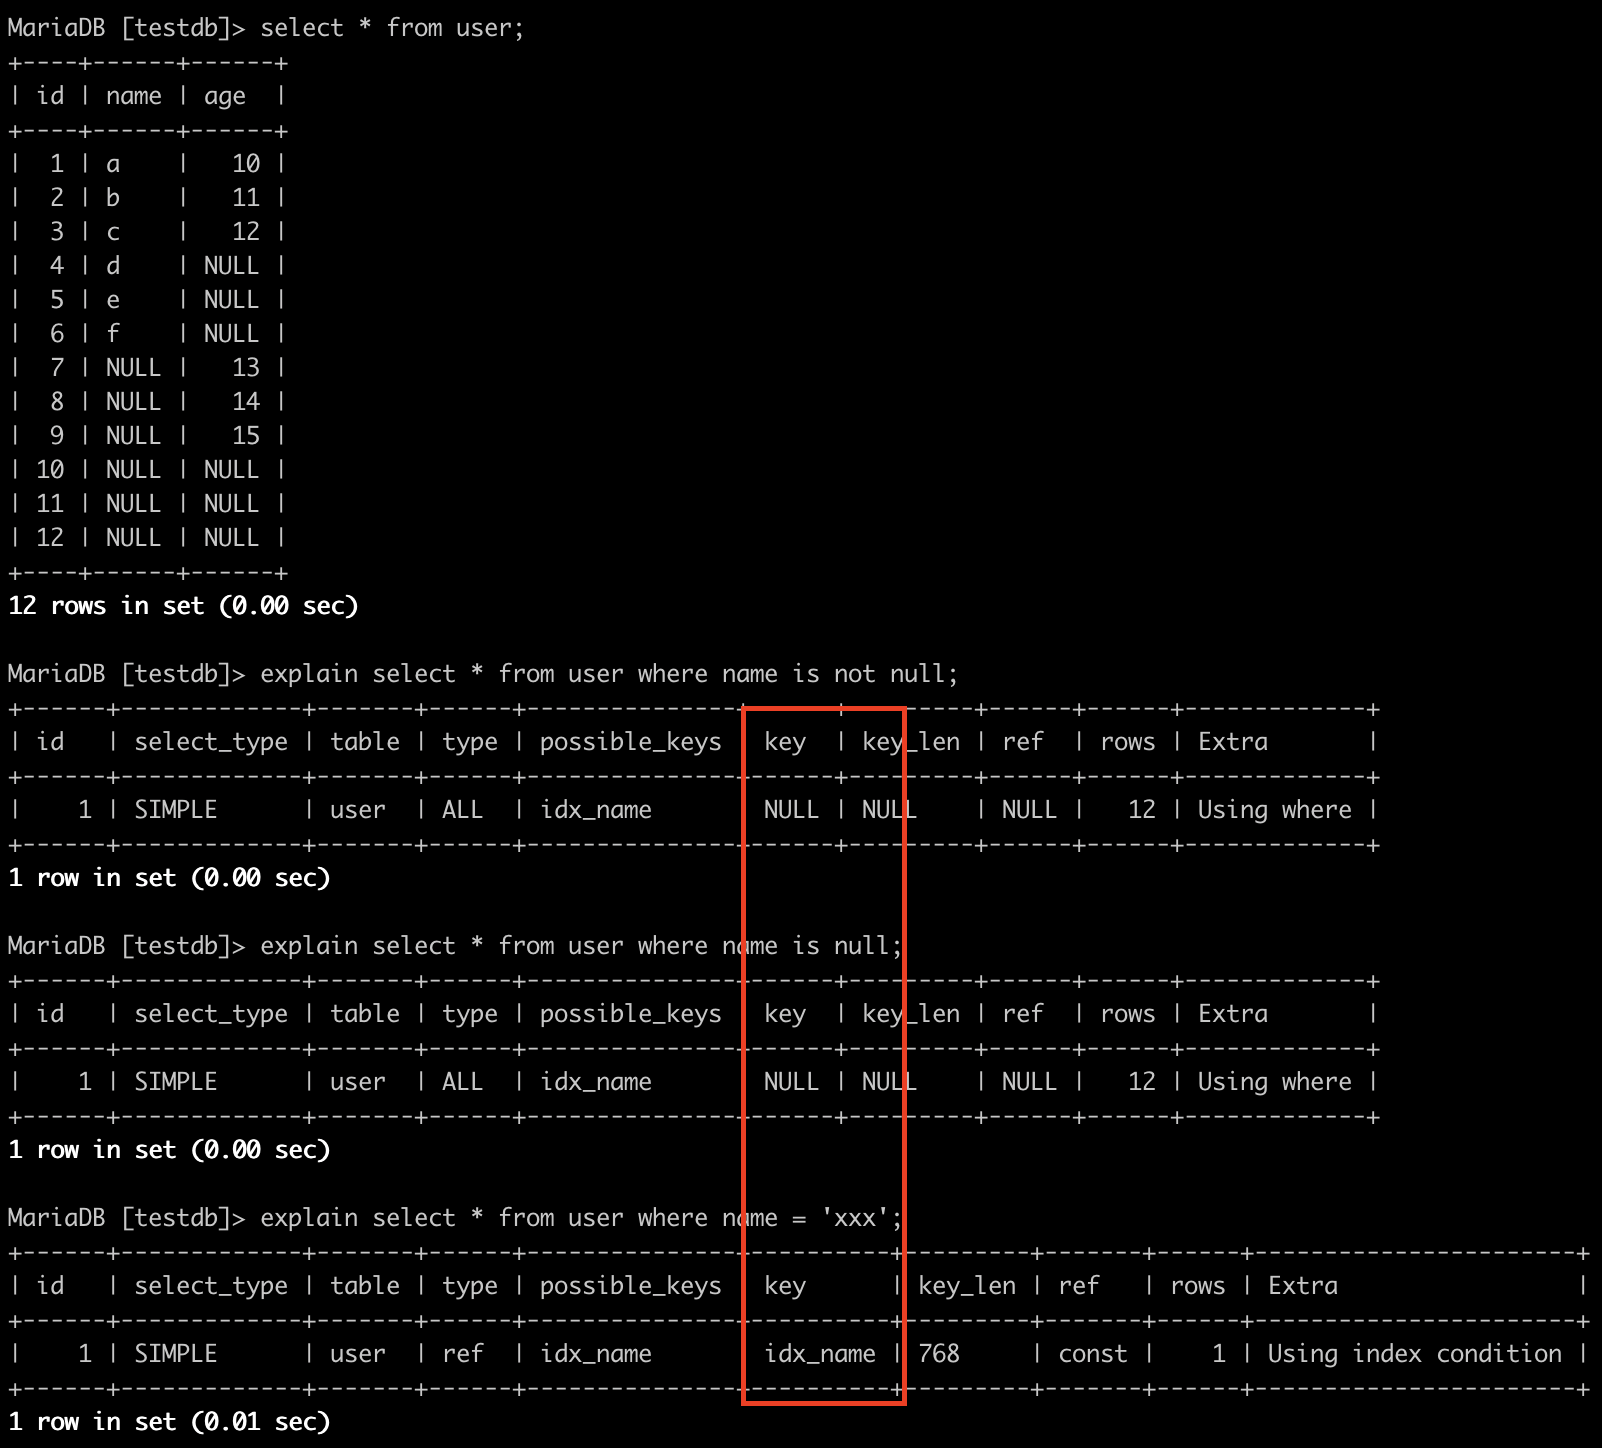 MariaDB [testdb]> select * from user;
+----+------+------+
| id | name | age  |
+----+------+------+
|  1 | a    |   10 |
|  2 | b    |   11 |
|  3 | c    |   12 |
|  4 | d    | NULL |
|  5 | e    | NULL |
|  6 | f    | NULL |
|  7 | NULL |   13 |
|  8 | NULL |   14 |
|  9 | NULL |   15 |
| 10 | NULL | NULL |
| 11 | NULL | NULL |
| 12 | NULL | NULL |
+----+------+------+
12 rows in set (0.00 sec)

MariaDB [testdb]> explain select * from user where name is not null;
+------+-------------+-------+------+---------------+------+---------+------+------+-------------+
| id   | select_type | table | type | possible_keys | key  | key_len | ref  | rows | Extra       |
+------+-------------+-------+------+---------------+------+---------+------+------+-------------+
|    1 | SIMPLE      | user  | ALL  | idx_name      | NULL | NULL    | NULL |   12 | Using where |
+------+-------------+-------+------+---------------+------+---------+------+------+-------------+
1 row in set (0.00 sec)

MariaDB [testdb]> explain select * from user where name is null;
+------+-------------+-------+------+---------------+------+---------+------+------+-------------+
| id   | select_type | table | type | possible_keys | key  | key_len | ref  | rows | Extra       |
+------+-------------+-------+------+---------------+------+---------+------+------+-------------+
|    1 | SIMPLE      | user  | ALL  | idx_name      | NULL | NULL    | NULL |   12 | Using where |
+------+-------------+-------+------+---------------+------+---------+------+------+-------------+
1 row in set (0.00 sec)

MariaDB [testdb]> explain select * from user where name = 'xxx';
+------+-------------+-------+------+---------------+----------+---------+-------+------+-----------------------+
| id   | select_type | table | type | possible_keys | key      | key_len | ref   | rows | Extra                 |
+------+-------------+-------+------+---------------+----------+---------+-------+------+-----------------------+
|    1 | SIMPLE      | user  | ref  | idx_name      | idx_name | 768     | const |    1 | Using index condition |
+------+-------------+-------+------+---------------+----------+---------+-------+------+-----------------------+
1 row in set (0.01 sec)